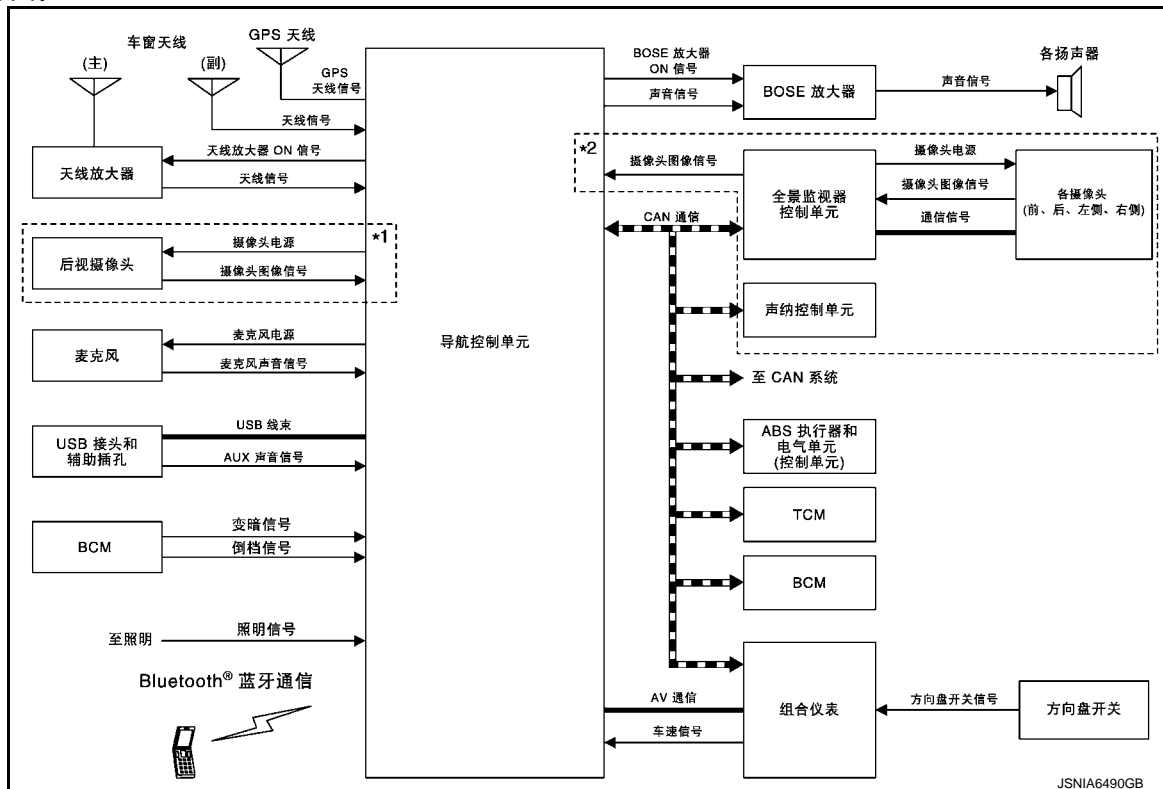 车窗天线
(主)
(副)
GPS 天线
GPS
天线信号
天线信号
天线放大器
天线放大器 ON 信号
天线信号
*1
后视摄像头
摄像头电源
摄像头图像信号
麦克风
麦克风电源
麦克风声音信号
USB 接头和
辅助插孔
USB 线束
AUX 声音信号
BCM
变暗信号
倒档信号
至照明
照明信号
Bluetooth® 蓝牙通信
导航控制单元
BOSE 放大器
ON 信号
声音信号
BOSE 放大器
声音信号
各扬声器
*2
摄像头图像信号
全景监视器
控制单元
摄像头电源
摄像头图像信号
通信信号
各摄像头
(前、后、左侧、右侧)
CAN 通信
声纳控制单元
至 CAN 系统
ABS 执行器和
电气单元
(控制单元)
TCM
BCM
AV 通信
车速信号
组合仪表
方向盘开关信号
方向盘开关
JSNIA6490GB